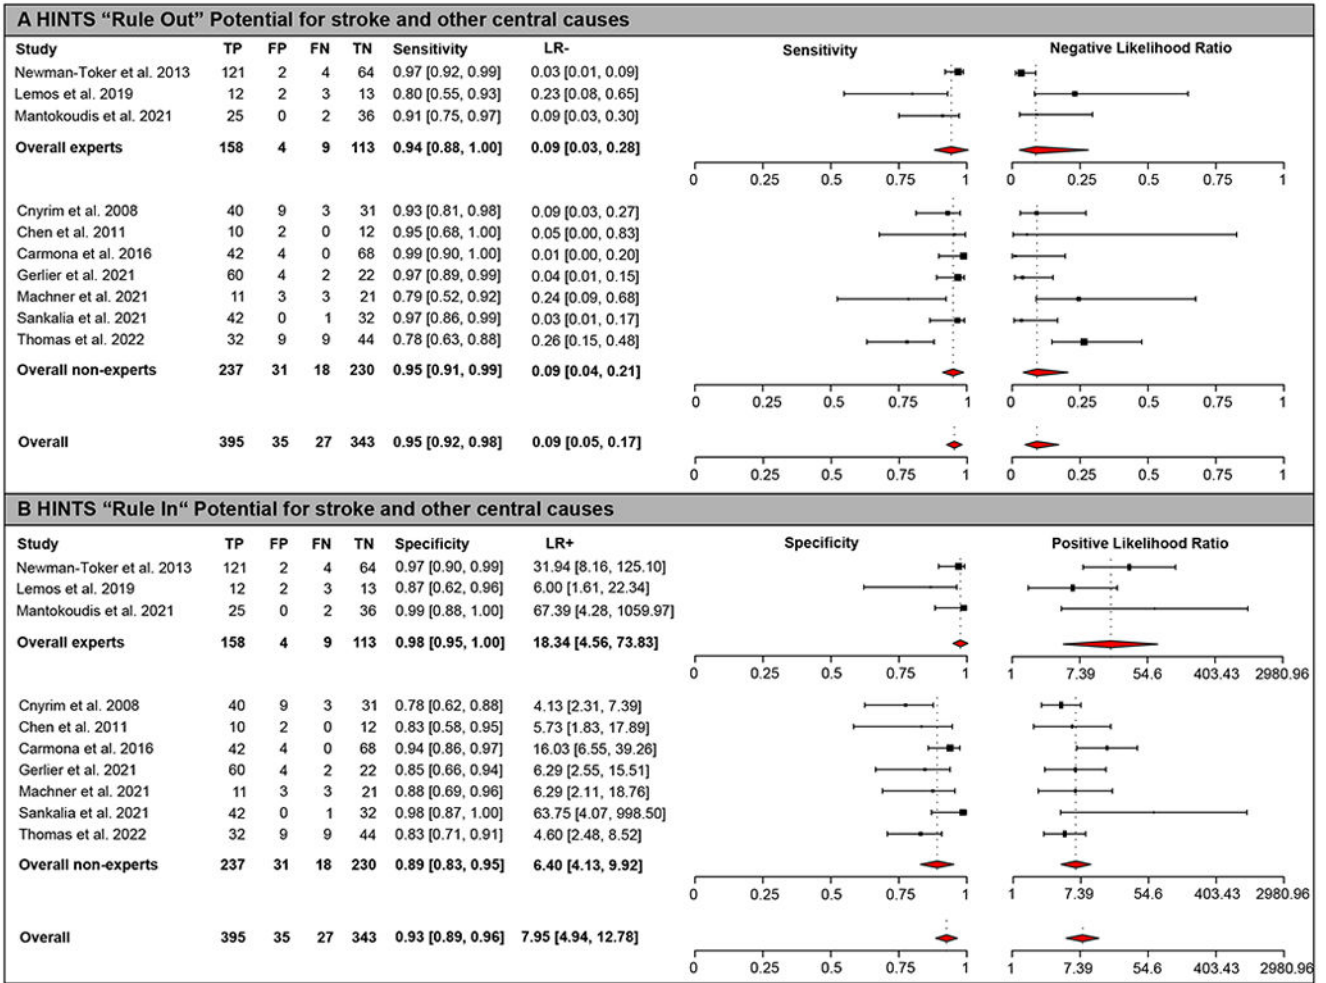 A HINTS “Rule Out” Potential for stroke and other central causes
Study TP FP FN TN Sensitivity LR- Sensitivity Negative Likelihood Ratio
Newman-Toker et al. 2013 121 2 4 64 0.97 [0.92, 0.99] 0.03 [0.01, 0.09]
Lemos et al. 2019 12 2 3 13 0.80 [0.55, 0.93] 0.23 [0.08, 0.65]
Mantokoudis et al. 2021 25 0 2 36 0.91 [0.75, 0.97] 0.09 [0.03, 0.30]
Overall experts 158 4 9 113 0.94 [0.88, 1.00] 0.09 [0.03, 0.28]
0 0.25 0.5 0.75 1 0 0.25 0.5 0.75 1
Cnyrim et al. 2008 40 9 3 31 0.93 [0.81, 0.98] 0.09 [0.03, 0.27]
Chen et al. 2011 10 2 0 12 0.95 [0.68, 1.00] 0.05 [0.00, 0.83]
Carmona et al. 2016 42 4 0 68 0.99 [0.90, 1.00] 0.01 [0.00, 0.20]
Gerlier et al. 2021 60 4 2 22 0.97 [0.89, 0.99] 0.04 [0.01, 0.15]
Machner et al. 2021 11 3 3 21 0.79 [0.52, 0.92] 0.24 [0.09, 0.68]
Sankalia et al. 2021 42 0 1 32 0.97 [0.86, 0.99] 0.03 [0.01, 0.17]
Thomas et al. 2022 32 9 9 44 0.78 [0.63, 0.88] 0.26 [0.15, 0.48]
Overall non-experts 237 31 18 230 0.95 [0.91, 0.99] 0.09 [0.04, 0.21]
0 0.25 0.5 0.75 1 0 0.25 0.5 0.75 1
Overall 395 35 27 343 0.95 [0.92, 0.98] 0.09 [0.05, 0.17]
0 0.25 0.5 0.75 1 0 0.25 0.5 0.75 1
B HINTS “Rule In“ Potential for stroke and other central causes
Study TP FP FN TN Specificity LR+ Specificity Positive Likelihood Ratio
Newman-Toker et al. 2013 121 2 4 64 0.97 [0.90, 0.99] 31.94 [8.16, 125.10]
Lemos et al. 2019 12 2 3 13 0.87 [0.62, 0.96] 6.00 [1.61, 22.34]
Mantokoudis et al. 2021 25 0 2 36 0.99 [0.88, 1.00] 67.39 [4.28, 1059.97]
Overall experts 158 4 9 113 0.98 [0.95, 1.00] 18.34 [4.56, 73.83]
0 0.25 0.5 0.75 1 1 7.39 54.6 403.43 2980.96
Cnyrim et al. 2008 40 9 3 31 0.78 [0.62, 0.88] 4.13 [2.31, 7.39]
Chen et al. 2011 10 2 0 12 0.83 [0.58, 0.95] 5.73 [1.83, 17.89]
Carmona et al. 2016 42 4 0 68 0.94 [0.86, 0.97] 16.03 [6.55, 39.26]
Gerlier et al. 2021 60 4 2 22 0.85 [0.66, 0.94] 6.29 [2.55, 15.51]
Machner et al. 2021 11 3 3 21 0.88 [0.69, 0.96] 6.29 [2.11, 18.76]
Sankalia et al. 2021 42 0 1 32 0.98 [0.87, 1.00] 63.75 [4.07, 998.50]
Thomas et al. 2022 32 9 9 44 0.83 [0.71, 0.91] 4.60 [2.48, 8.52]
Overall non-experts 237 31 18 230 0.89 [0.83, 0.95] 6.40 [4.13, 9.92]
0 0.25 0.5 0.75 1 1 7.39 54.6 403.43 2980.96
Overall 395 35 27 343 0.93 [0.89, 0.96] 7.95 [4.94, 12.78]
0 0.25 0.5 0.75 1 1 7.39 54.6 403.43 2980.96